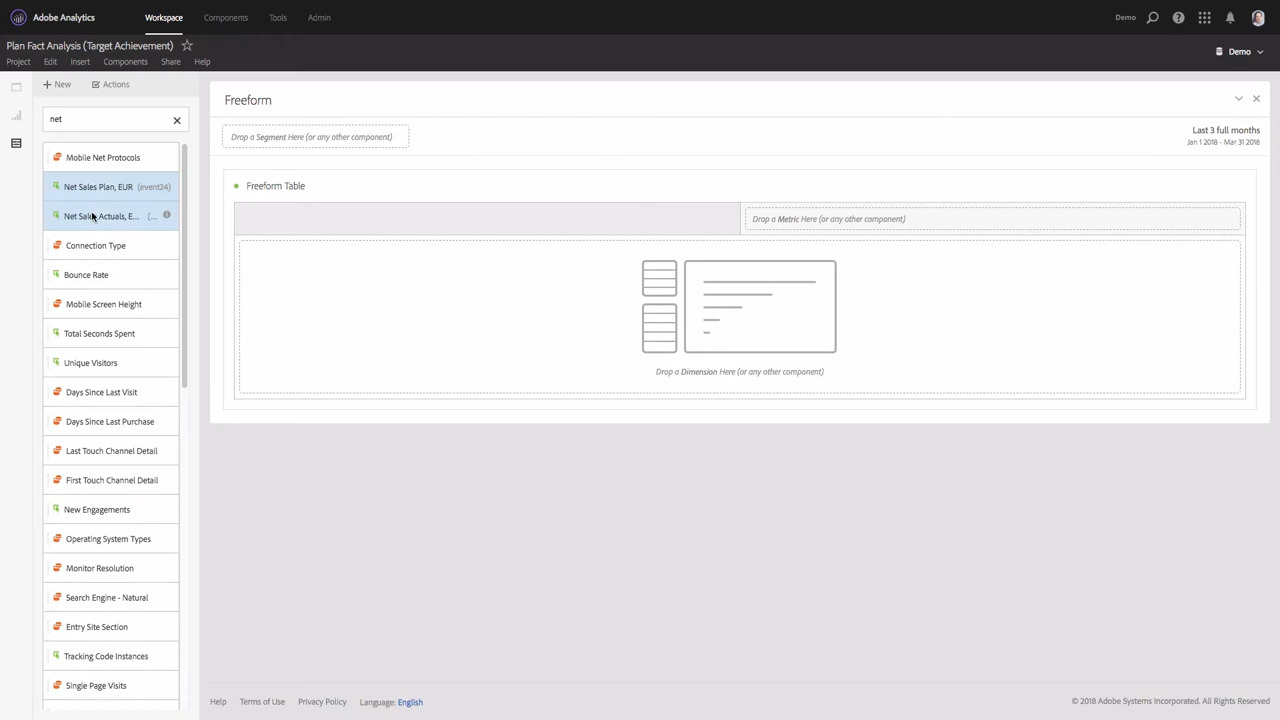 Adobe Analytics
Workspace
Components
Tools
Admin
Demo
Plan Fact Analysis (Target Achievement)
Project
Edit
Insert
Components
Share
Help
Demo
+ New
Actions
net
Mobile Net Protocols
Net Sales Plan, EUR (event24)
Net Sales Actuals, E... (...
Connection Type
Bounce Rate
Mobile Screen Height
Total Seconds Spent
Unique Visitors
Days Since Last Visit
Days Since Last Purchase
Last Touch Channel Detail
First Touch Channel Detail
New Engagements
Operating System Types
Monitor Resolution
Search Engine - Natural
Entry Site Section
Tracking Code Instances
Single Page Visits
Freeform
Drop a Segment Here (or any other component)
Last 3 full months
Jan 1 2018 - Mar 31 2018
Freeform Table
Drop a Metric Here (or any other component)
Drop a Dimension Here (or any other component)
Help
Terms of Use
Privacy Policy
Language: English
© 2018 Adobe Systems Incorporated. All Rights Reserved